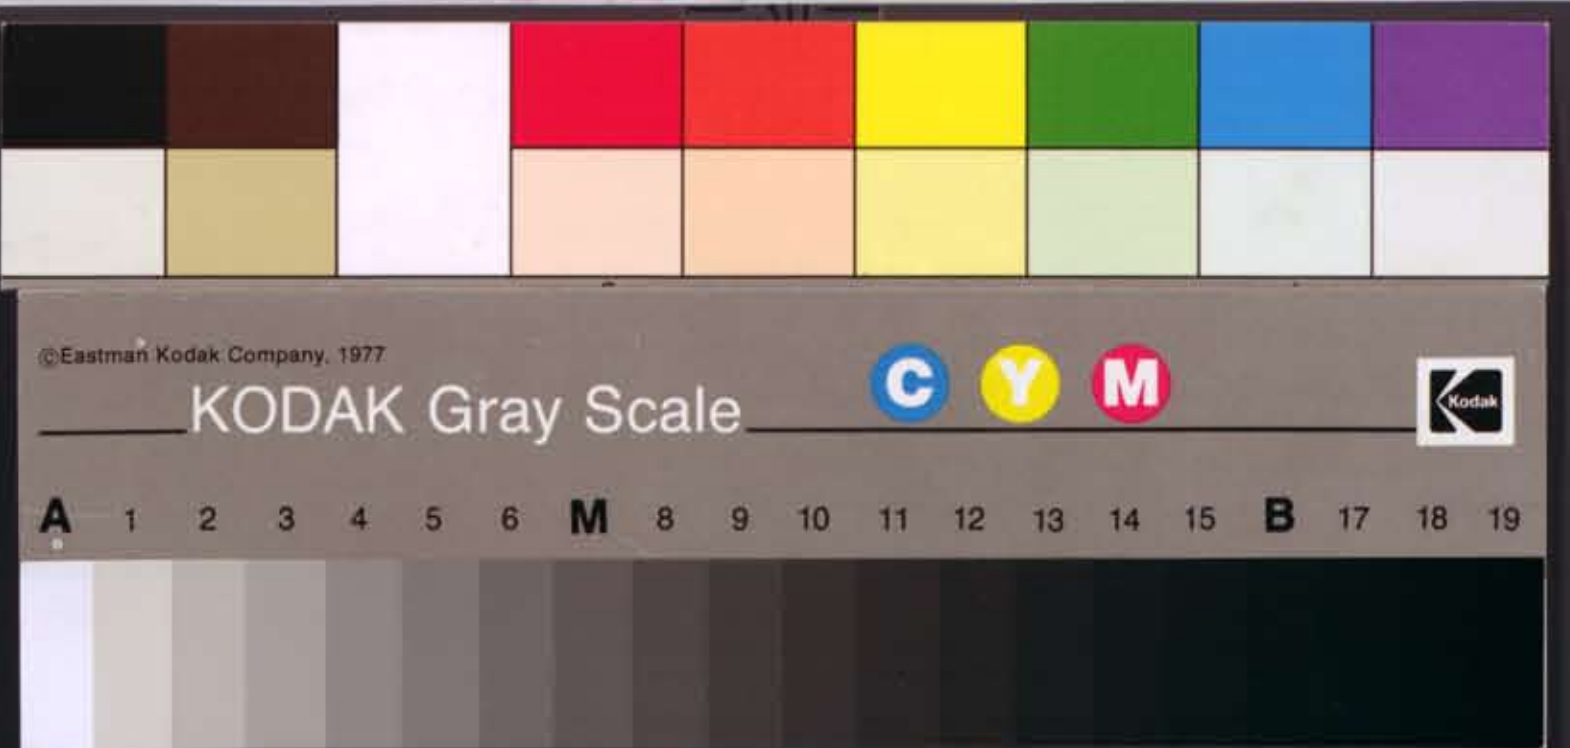 ©Eastman Kodak Company, 1977
KODAK Gray Scale C Y M Kodak
A 1 2 3 4 5 6 M 8 9 10 11 12 13 14 15 B 17 18 19